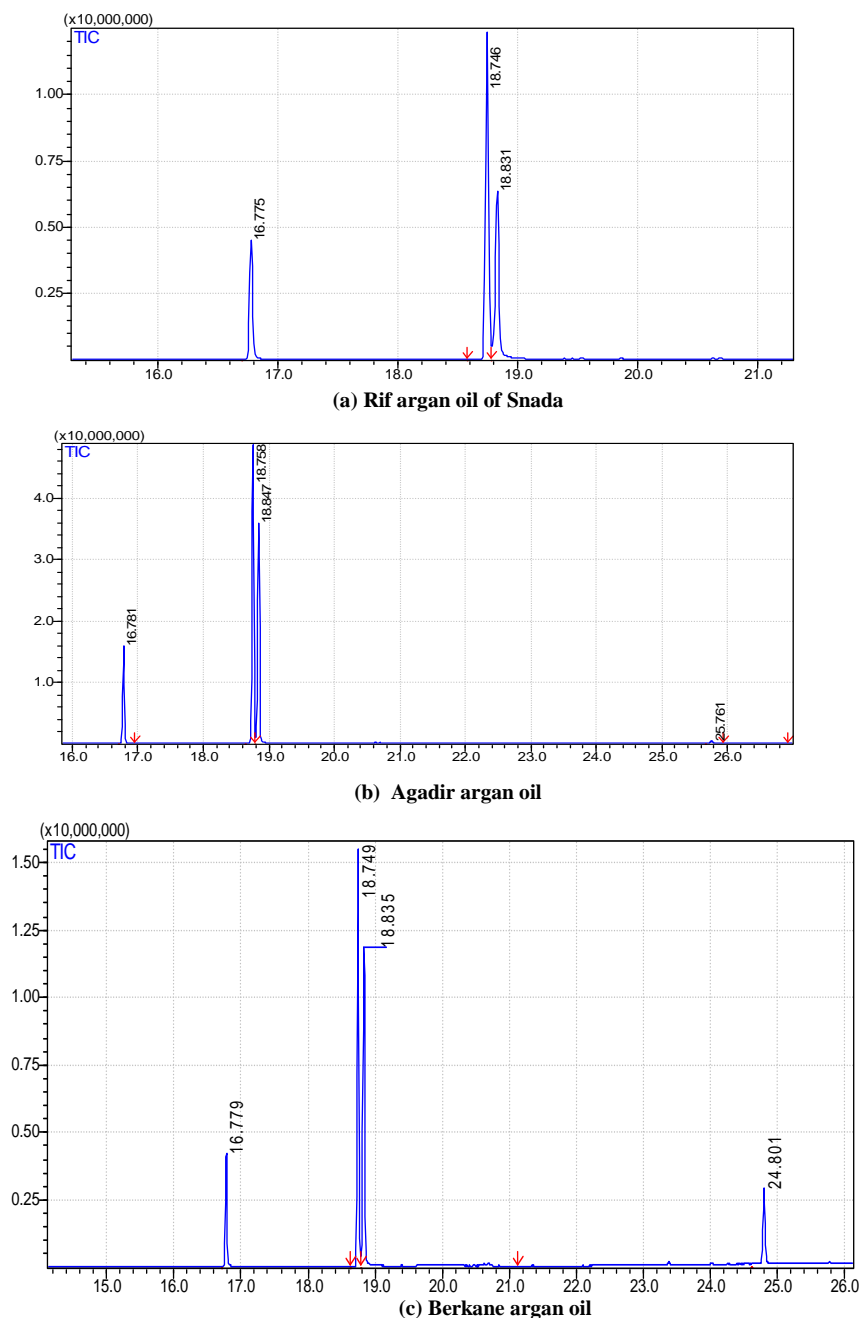 (x10,000,000)
TIC
1.00
0.75
0.50
0.25
16.775
18.746
18.831
16.0 17.0 18.0 19.0 20.0 21.0
(a) Rif argan oil of Snada
(x10,000,000)
TIC
4.0
3.0
2.0
1.0
16.781
18.847 18.758
25.761
16.0 17.0 18.0 19.0 20.0 21.0 22.0 23.0 24.0 25.0 26.0
(b) Agadir argan oil
(x10,000,000)
TIC
1.50
1.25
1.00
0.75
0.50
0.25
16.779
18.749
18.835
24.801
15.0 16.0 17.0 18.0 19.0 20.0 21.0 22.0 23.0 24.0 25.0 26.0
(c) Berkane argan oil